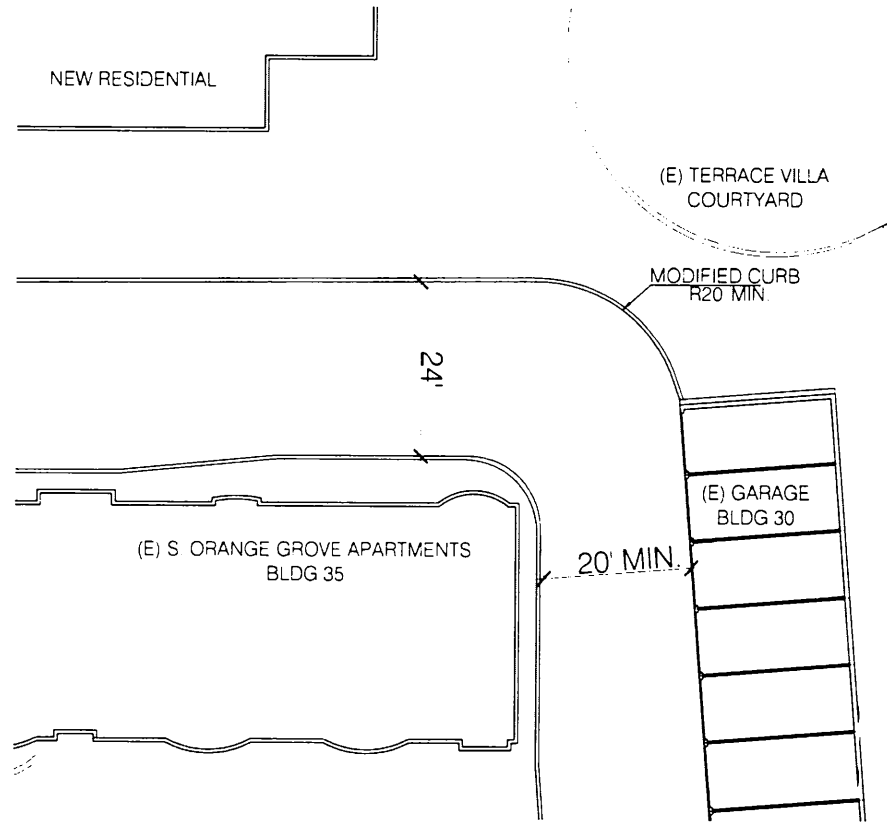 NEW RESIDENTIAL
(E) TERRACE VILLA
COURTYARD
MODIFIED CURB
R20 MIN.
24'
(E) GARAGE
BLDG 30
(E) S ORANGE GROVE APARTMENTS
BLDG 35
20' MIN.